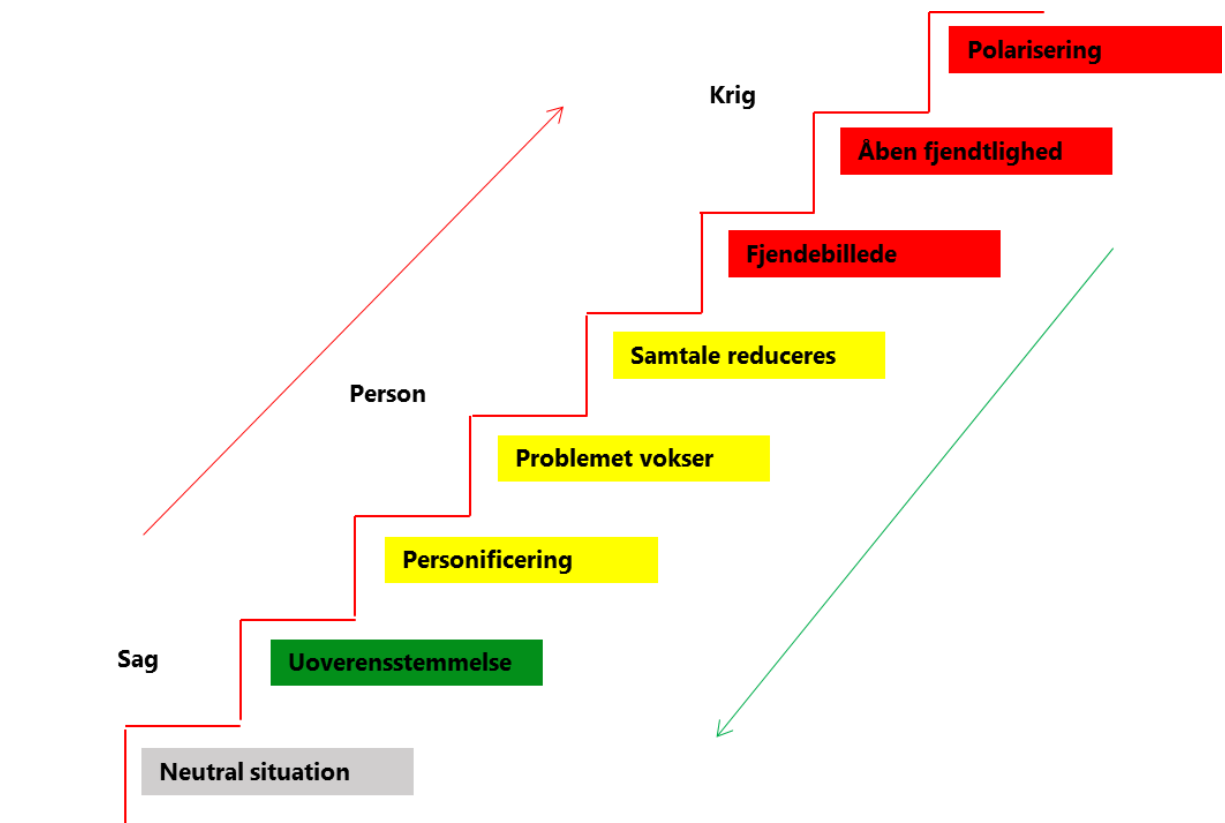 Polarisering
Krig
Åben fjendtlighed
Fjendebillede
Samtale reduceres
Person
Problemet vokser
Personificering
Sag
Uoverensstemmelse
Neutral situation